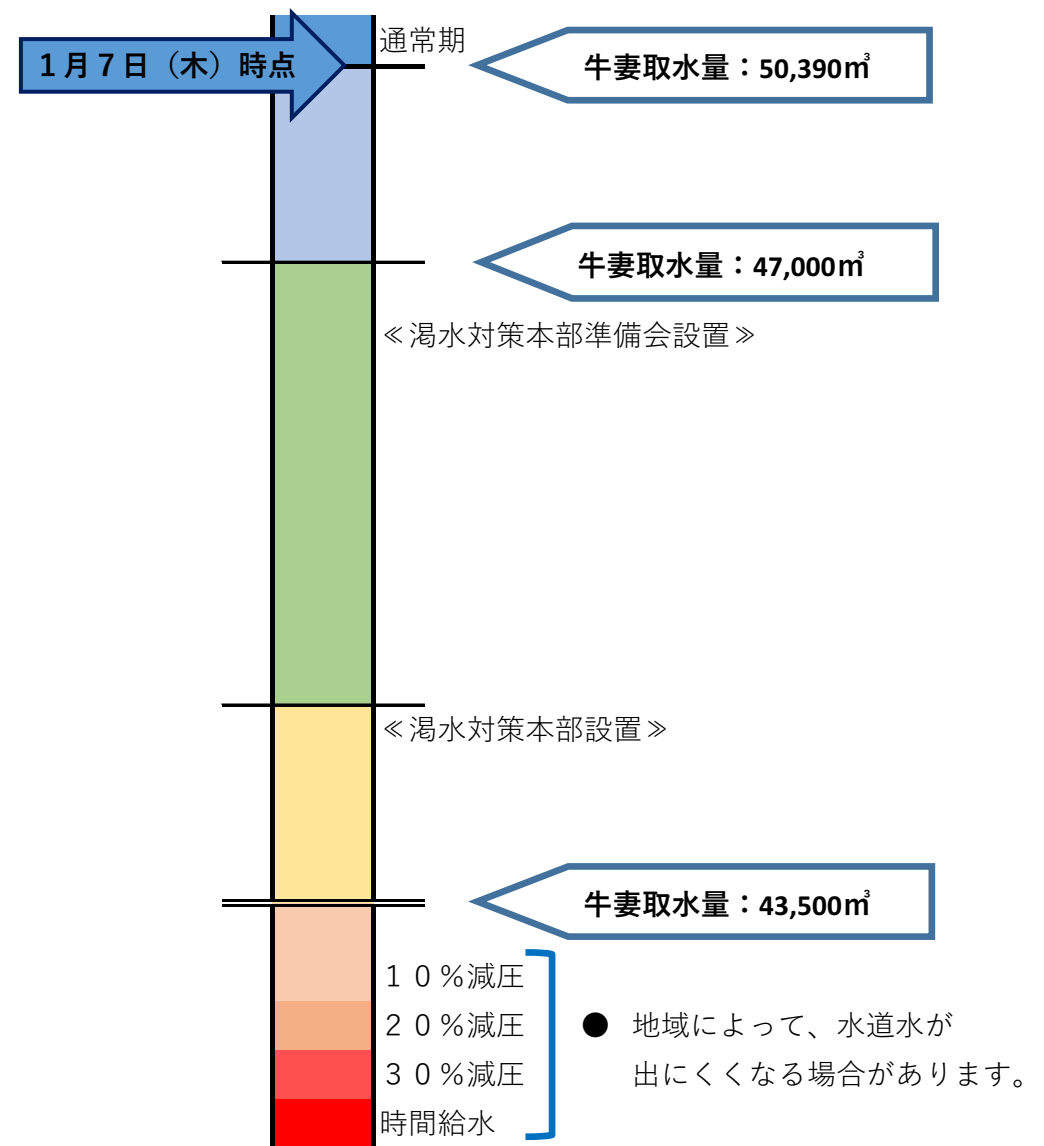 通常期
１月７日（木）時点
牛妻取水量：50,390㎥
牛妻取水量：47,000㎥
≪渇水対策本部準備会設置≫
≪渇水対策本部設置≫
牛妻取水量：43,500㎥
１０％減圧
２０％減圧
３０％減圧
時間給水
● 地域によって、水道水が
出にくくなる場合があります。